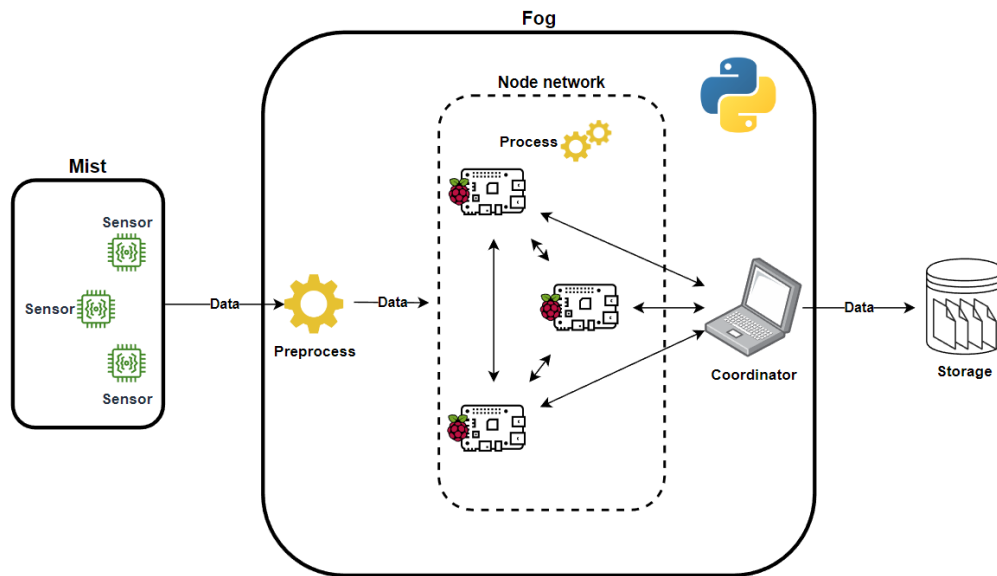 Fog
Node network
Process
Mist
Sensor
Sensor
Sensor
Data
Preprocess
Data
Coordinator
Data
Storage